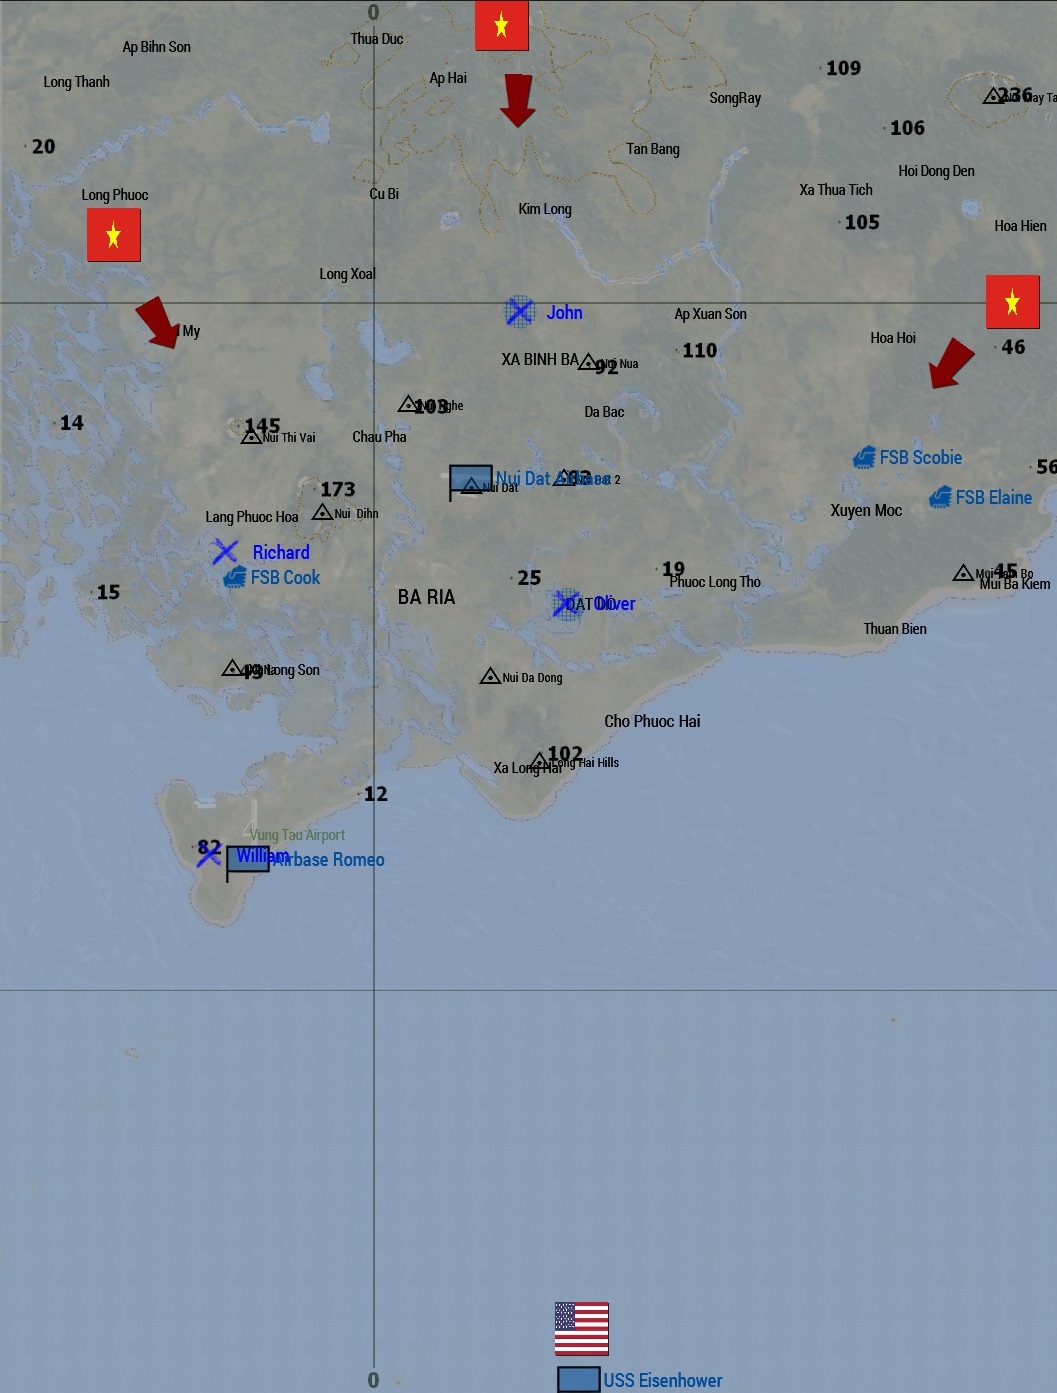 0
Thua Duc
Ap Bihn Son
Long Thanh
Ap Hai
109
SongRay
236
106
20
Tan Bang
Hoi Dong Den
Long Phuoc
Cu Bi
Xa Thua Tich
Kim Long
105
Hoa Hien
Long Xoal
John
Ap Xuan Son
My
Hoa Hoi
46
110
XA BINH BA
92
Nui Nua
103
Da Bac
14
145
Nui Thi Vai
Chau Pha
FSB Scobie
56
Nui Dat
173
FSB Elaine
Nui Dihn
Xuyen Moc
Lang Phuoc Hoa
Richard
FSB Cook
25
19
Phuoc Long Tho
45
Mui Ba Kiem
15
BA RIA
Oliver
Thuan Bien
Long Son
Nui Da Dong
Cho Phuoc Hai
102
Long Hai Hills
Xa Long Hai
12
Vung Tau Airport
82
William
Airbase Romeo
0
USS Eisenhower